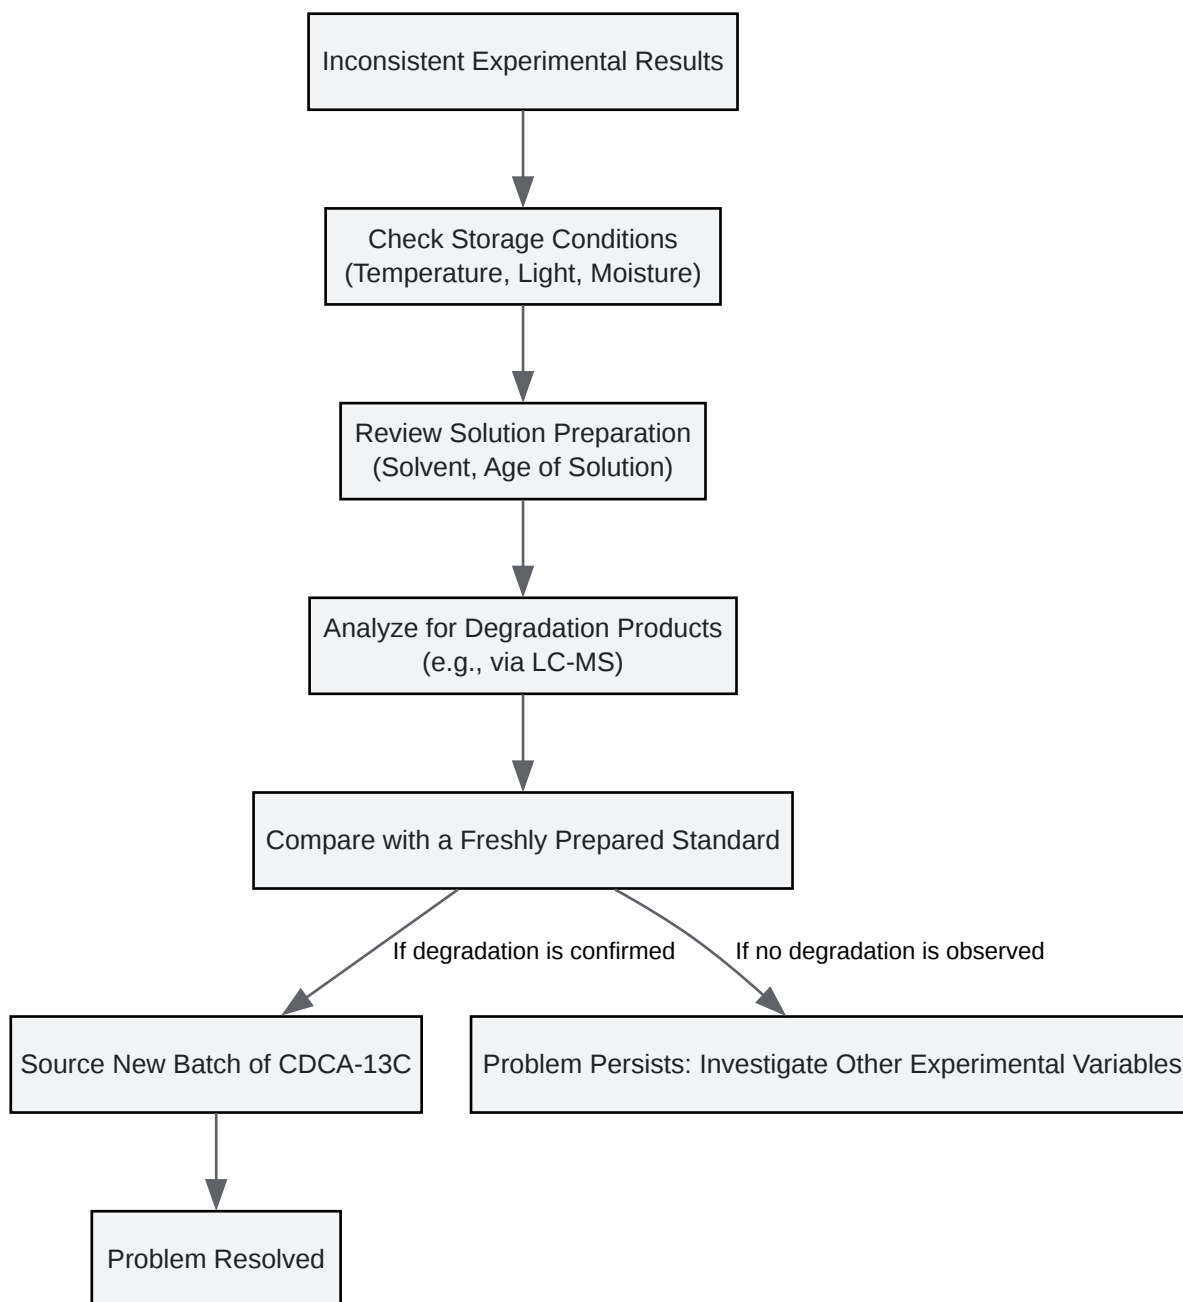 Inconsistent Experimental Results
Check Storage Conditions
(Temperature, Light, Moisture)
Review Solution Preparation
(Solvent, Age of Solution)
Analyze for Degradation Products
(e.g., via LC-MS)
Compare with a Freshly Prepared Standard
If degradation is confirmed
If no degradation is observed
Source New Batch of CDCA-13C
Problem Persists: Investigate Other Experimental Variables
Problem Resolved